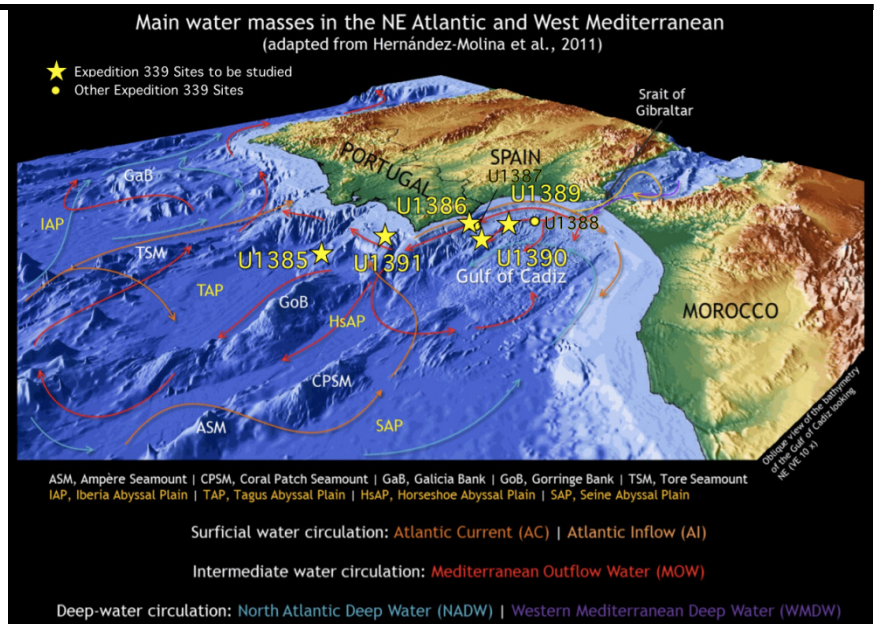 Main water masses in the NE Atlantic and West Mediterranean
(adapted from Hernández-Molina et al., 2011)
Expedition 339 Sites to be studied
Other Expedition 339 Sites
Srait of
Gibraltar
PORTUGAL
SPAIN
U1387
GaB
U1386
U1389
IAP
U1388
TSM
U1385
U1391
U1390
Gulf of Cadiz
TAP
GoB
HsAP
MOROCCO
CPSM
ASM
SAP
Oblique view of the bathymetry
of the Gulf of Cadiz looking
NE (VE 10 x)
ASM, Ampère Seamount | CPSM, Coral Patch Seamount | GaB, Galicia Bank | GoB, Gorringe Bank | TSM, Tore Seamount
IAP, Iberia Abyssal Plain | TAP, Tagus Abyssal Plain | HsAP, Horseshoe Abyssal Plain | SAP, Seine Abyssal Plain
Surficial water circulation: Atlantic Current (AC) | Atlantic Inflow (AI)
Intermediate water circulation: Mediterranean Outflow Water (MOW)
Deep-water circulation: North Atlantic Deep Water (NADW) | Western Mediterranean Deep Water (WMDW)